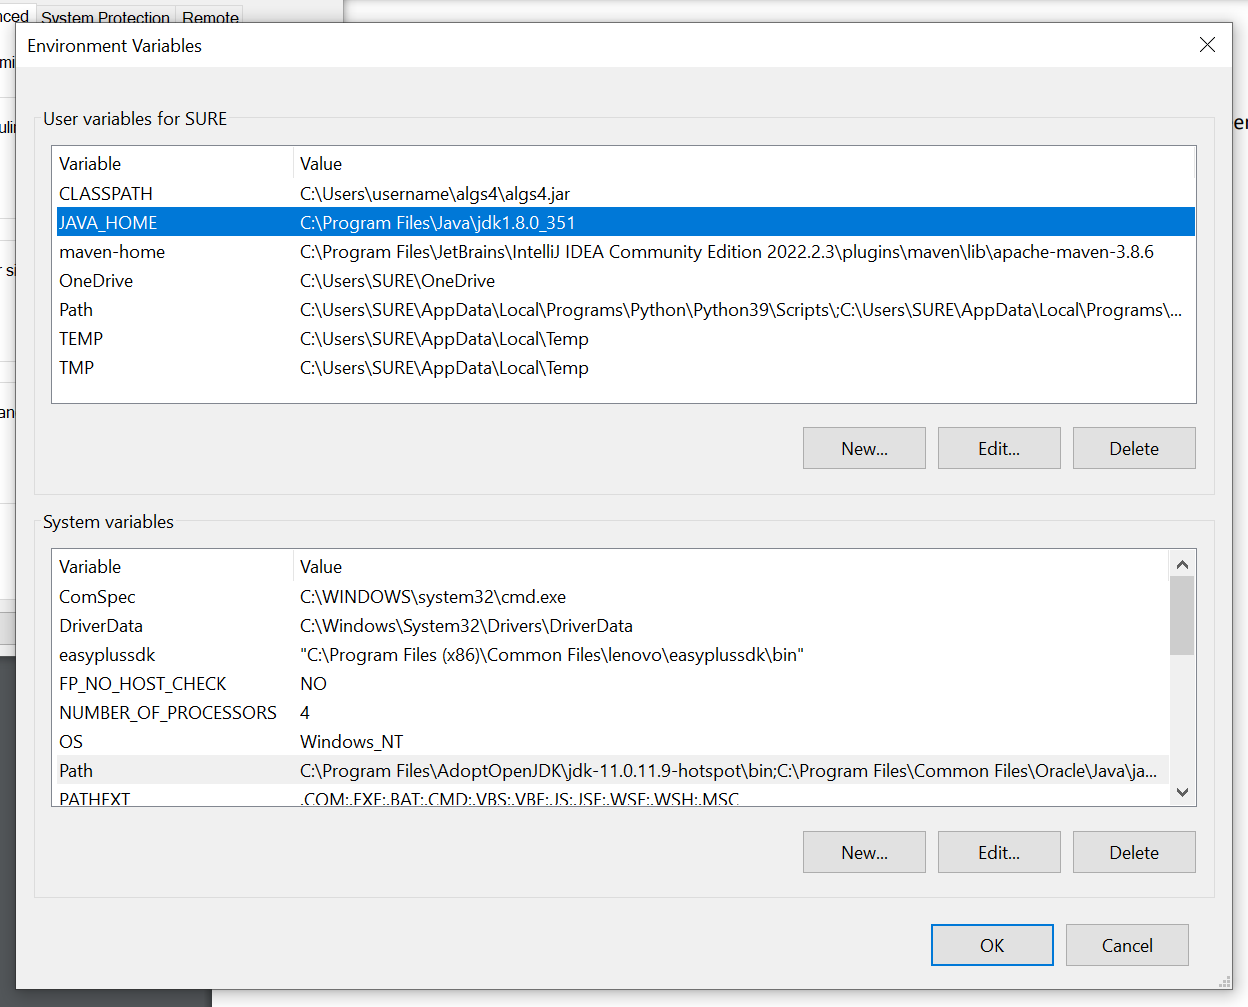 nced System Protection Remote
Environment Variables
User variables for SURE
Variable Value
CLASSPATH C:\Users\username\algs4\algs4.jar
JAVA_HOME C:\Program Files\Java\jdk1.8.0_351
maven-home C:\Program Files\JetBrains\IntelliJ IDEA Community Edition 2022.2.3\plugins\maven\lib\apache-maven-3.8.6
OneDrive C:\Users\SURE\OneDrive
Path C:\Users\SURE\AppData\Local\Programs\Python\Python39\Scripts\;C:\Users\SURE\AppData\Local\Programs\...
TEMP C:\Users\SURE\AppData\Local\Temp
TMP C:\Users\SURE\AppData\Local\Temp
New... Edit... Delete
System variables
Variable Value
ComSpec C:\WINDOWS\system32\cmd.exe
DriverData C:\Windows\System32\Drivers\DriverData
easyplussdk "C:\Program Files (x86)\Common Files\lenovo\easyplussdk\bin"
FP_NO_HOST_CHECK NO
NUMBER_OF_PROCESSORS 4
OS Windows_NT
Path C:\Program Files\AdoptOpenJDK\jdk-11.0.11.9-hotspot\bin;C:\Program Files\Common Files\Oracle\Java\ja...
PATHEXT .COM;.EXE;.BAT;.CMD;.VBS;.VBE;.JS;.JSE;.WSF;.WSH;.MSC
New... Edit... Delete
OK Cancel